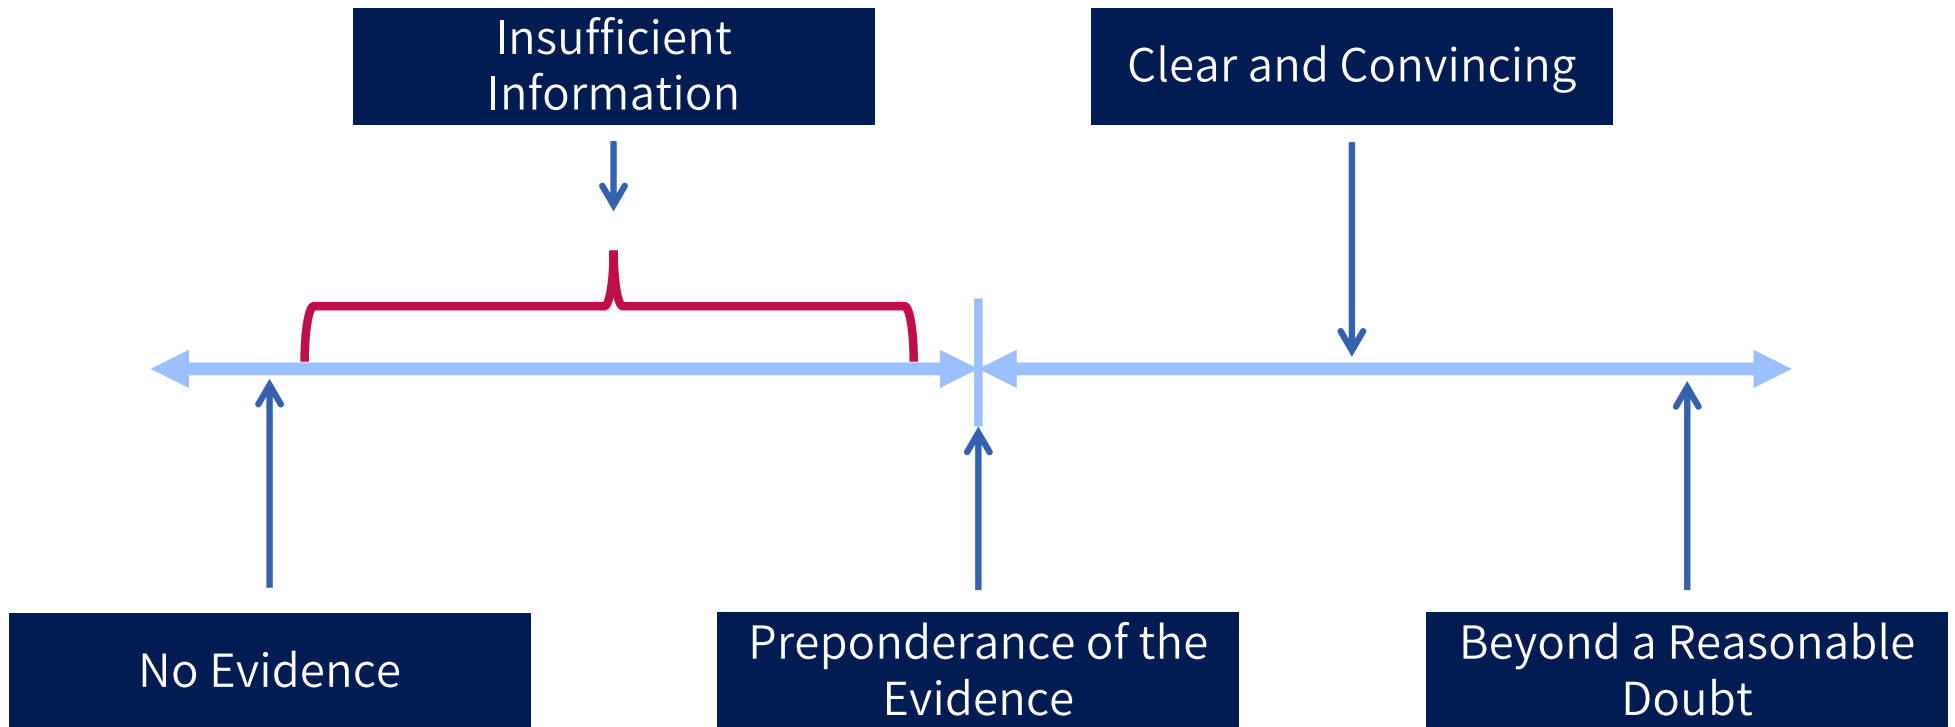 Insufficient
Information
Clear and Convincing
No Evidence
Preponderance of the
Evidence
Beyond a Reasonable
Doubt